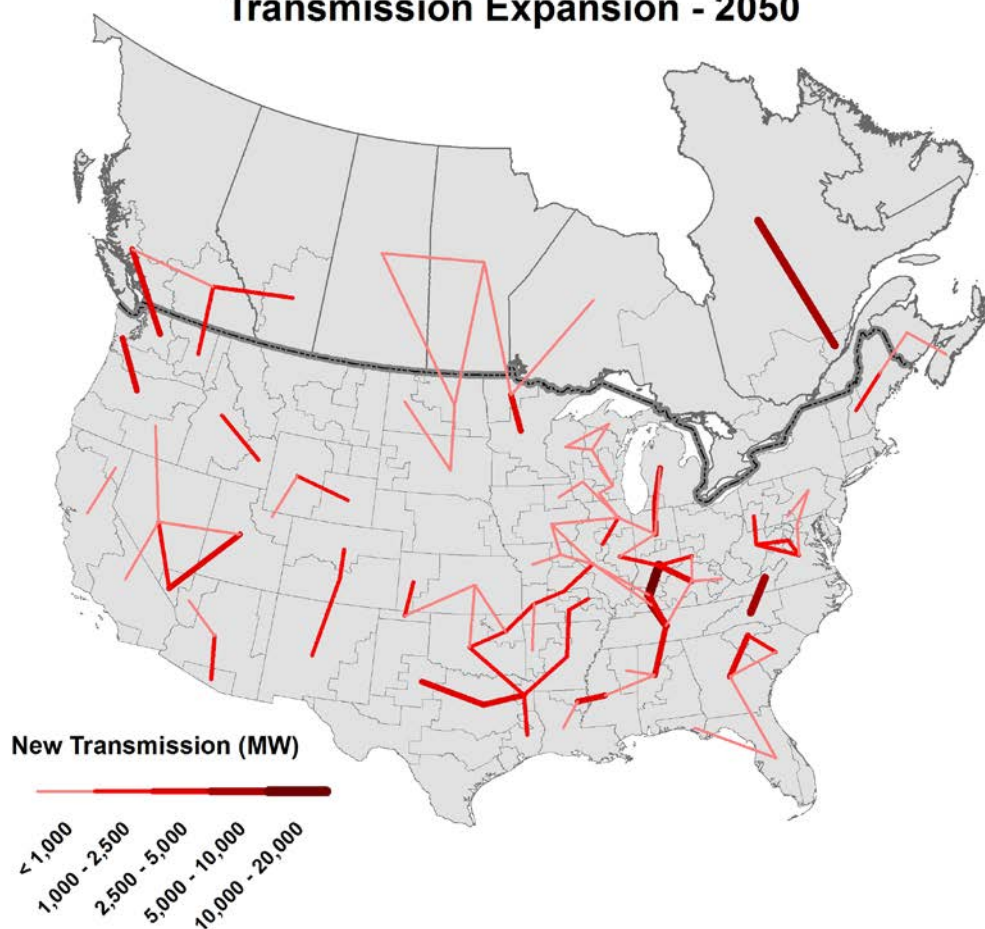 Transmission Expansion - 2050
New Transmission (MW)
< 1,000
1,000 - 2,500
2,500 - 5,000
5,000 - 10,000
10,000 - 20,000